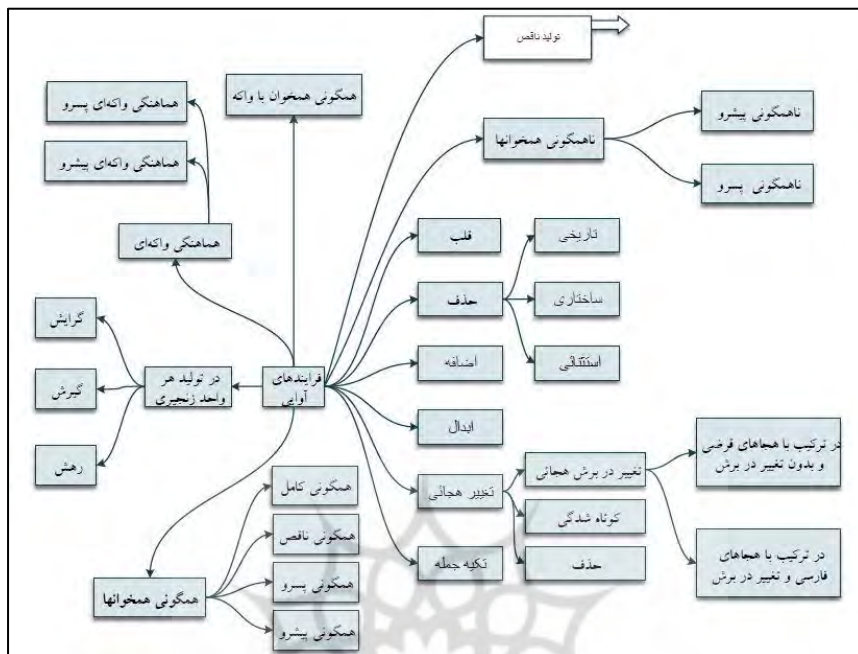 تولید ناقص
همگونی همخوان با واکه
هماهنگی واکه‌ای پسرو
هماهنگی واکه‌ای پیشرو
هماهنگی واکه‌ای
ناهمگونی همخوانها
ناهمگونی پیشرو
ناهمگونی پسرو
قلب
حذف
تاریخی
ساختاری
استثنائی
اضافه
ابدال
فرایندهای
آوایی
در تولید هر
واحد زنجیری
گرایش
گیرش
رهش
تغییر هجائی
تغییر در برش هجائی
در ترکیب با هجاهای قرضی
و بدون تغییر در برش
در ترکیب با هجاهای
فارسی و تغییر در برش
کوتاه شدگی
حذف
تکیه جمله
همگونی همخوانها
همگونی کامل
همگونی ناقص
همگونی پسرو
همگونی پیشرو